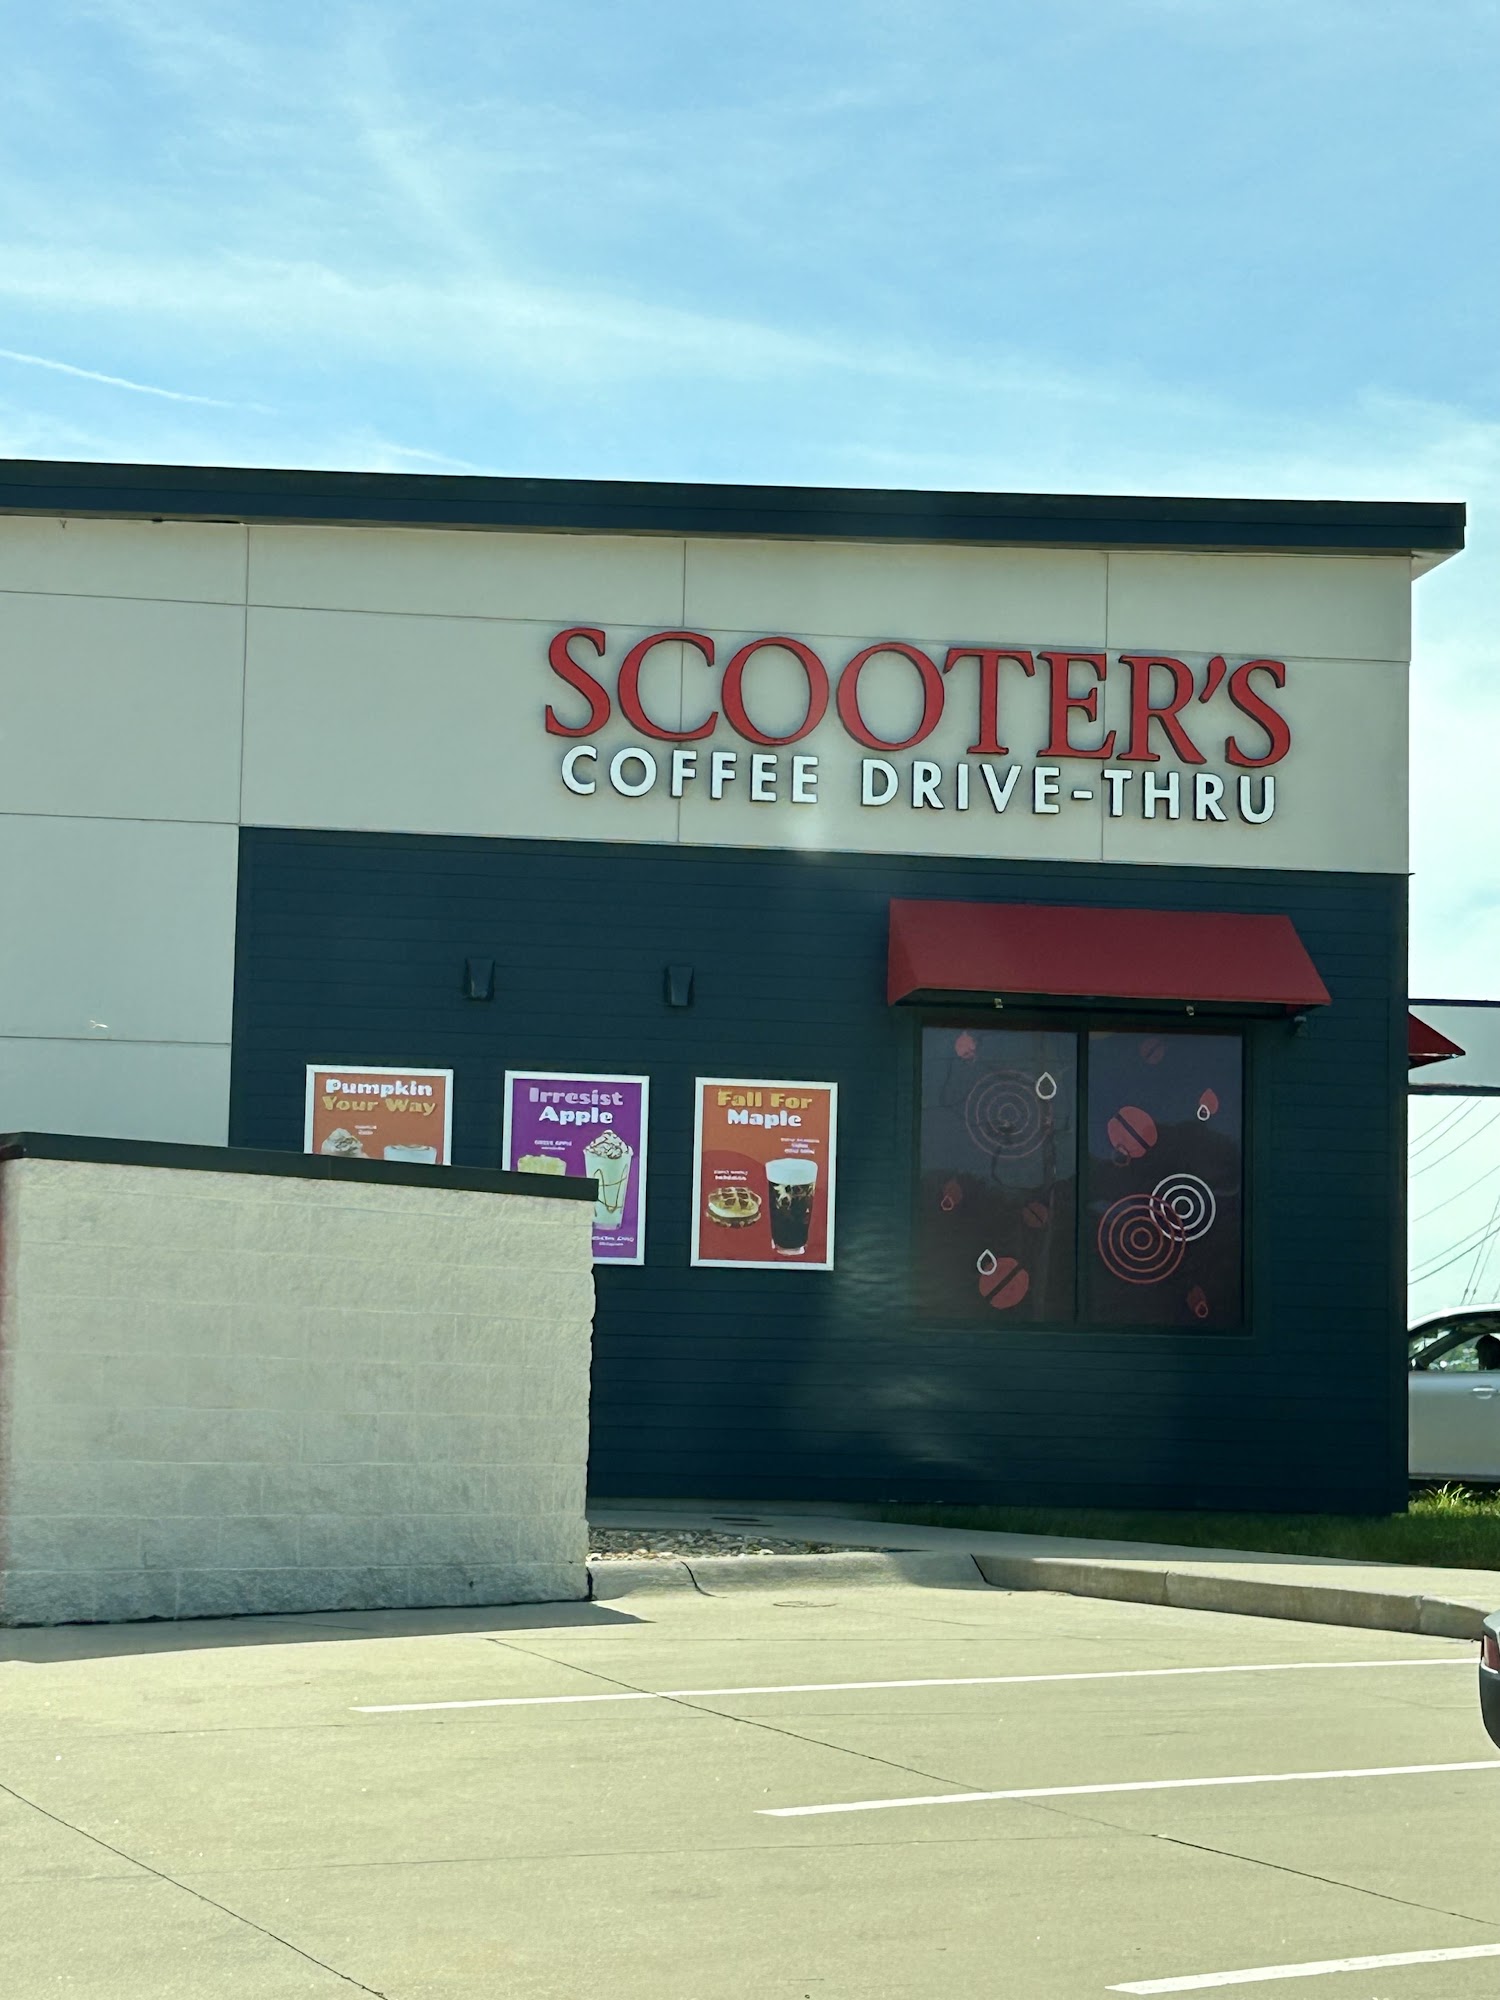 SCOOTER'S
COFFEE DRIVE-THRU
Pumpkin
Your Way
Irresist
Apple
Fall For
Maple